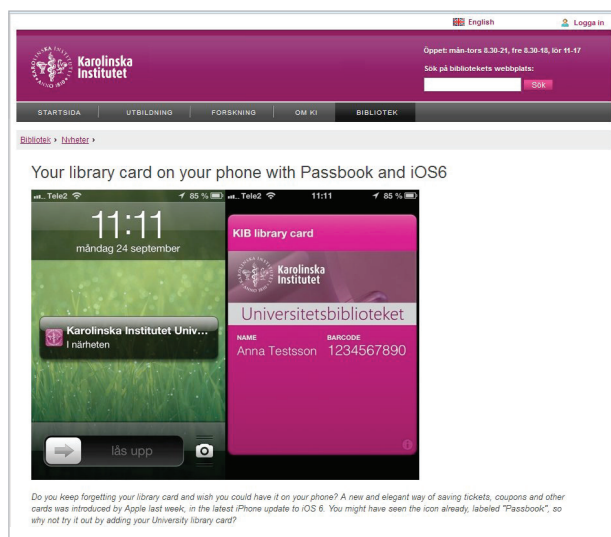 English
Logga in
Karolinska
Institutet
Öppet: mån-tors 8.30-21, fre 8.30-18, lör 11-17
Sök på bibliotekets webbplats:
Sök
STARTSIDA UTBILDNING FORSKNING OM KI BIBLIOTEK
Bibliotek › Nyheter ›
Your library card on your phone with Passbook and iOS6
Tele2 85 %
11:11
måndag 24 september
Karolinska Institutet Univ...
I närheten
lås upp
Tele2 11:11 85 %
KIB library card
Karolinska
Institutet
Universitetsbiblioteket
NAME BARCODE
Anna Testsson 1234567890
Do you keep forgetting your library card and wish you could have it on your phone? A new and elegant way of saving tickets, coupons and other
cards was introduced by Apple last week, in the latest iPhone update to iOS 6. You might have seen the icon already, labeled "Passbook", so
why not try it out by adding your University library card?